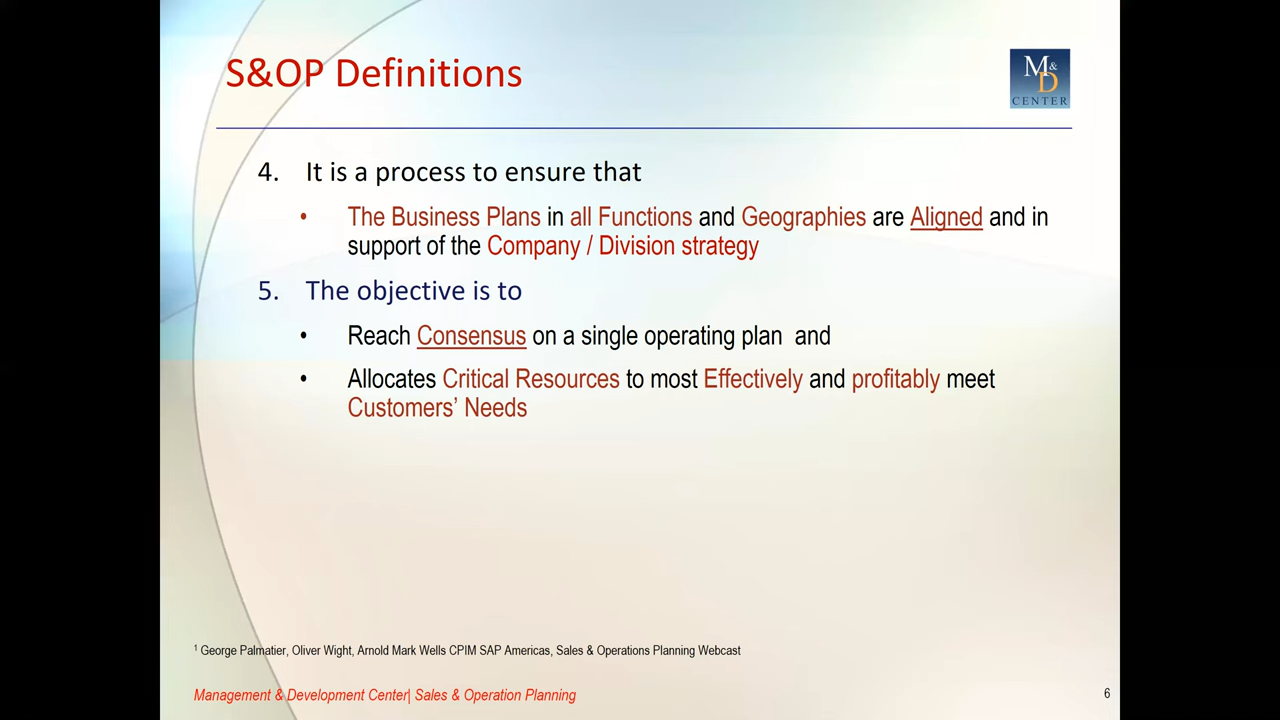 S&OP Definitions
M&
D
CENTER
4. It is a process to ensure that
• The Business Plans in all Functions and Geographies are Aligned and in
support of the Company / Division strategy
5. The objective is to
• Reach Consensus on a single operating plan and
• Allocates Critical Resources to most Effectively and profitably meet
Customers’ Needs
1 George Palmatier, Oliver Wight, Arnold Mark Wells CPIM SAP Americas, Sales & Operations Planning Webcast
Management & Development Center| Sales & Operation Planning
6